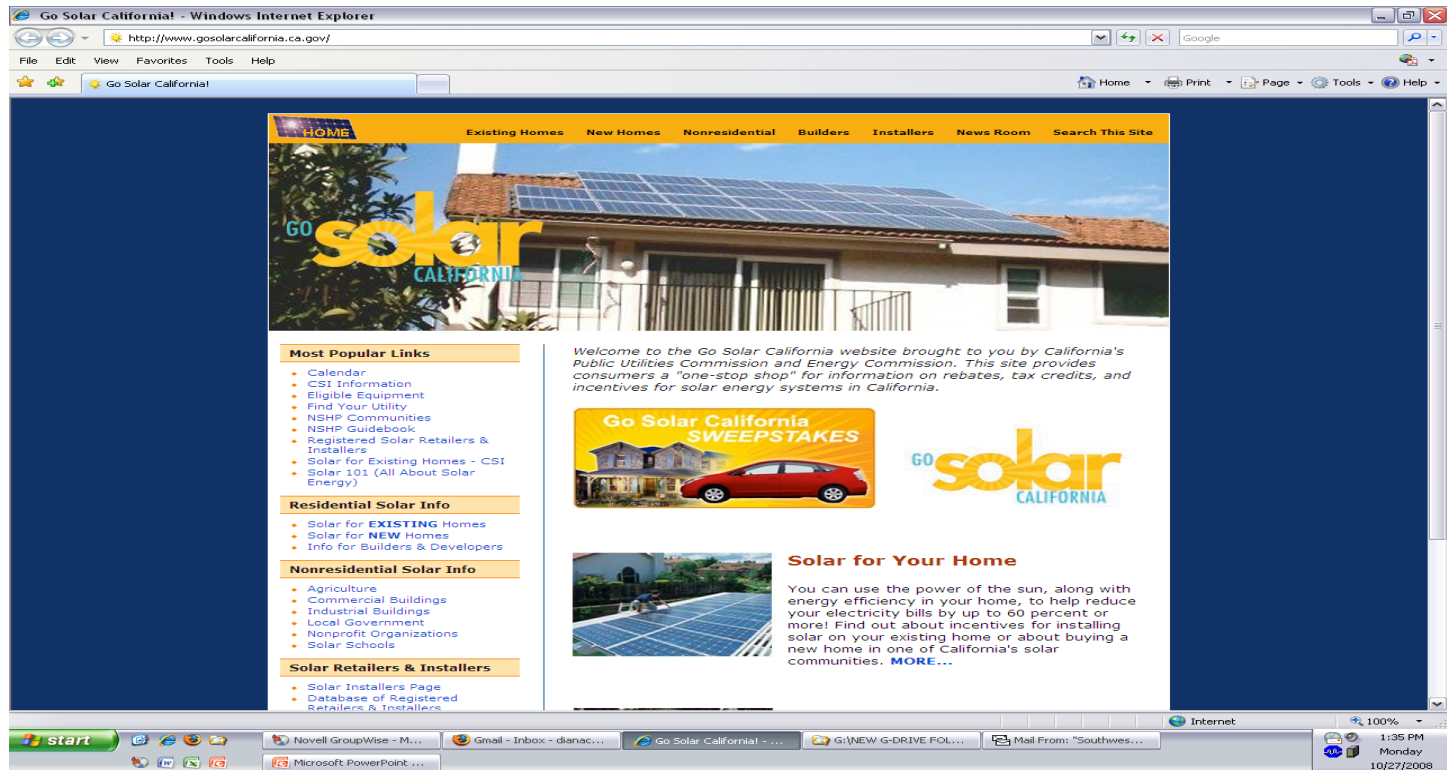 Go Solar California! - Windows Internet Explorer
http://www.gosolarcalifornia.ca.gov/
Google
File Edit View Favorites Tools Help
Go Solar California!
Home Print Page Tools Help
HOME Existing Homes New Homes Nonresidential Builders Installers News Room Search This Site
GO
solar
CALIFORNIA
Most Popular Links
Calendar
CSI Information
Eligible Equipment
Find Your Utility
NSHP Communities
NSHP Guidebook
Registered Solar Retailers &
Installers
Solar for Existing Homes - CSI
Solar 101 (All About Solar
Energy)
Residential Solar Info
Solar for EXISTING Homes
Solar for NEW Homes
Info for Builders & Developers
Nonresidential Solar Info
Agriculture
Commercial Buildings
Industrial Buildings
Local Government
Nonprofit Organizations
Solar Schools
Solar Retailers & Installers
Solar Installers Page
Database of Registered
Retailers & Installers
Welcome to the Go Solar California website brought to you by California's
Public Utilities Commission and Energy Commission. This site provides
consumers a "one-stop shop" for information on rebates, tax credits, and
incentives for solar energy systems in California.
Go Solar California
SWEEPSTAKES
GO
solar
CALIFORNIA
Solar for Your Home
You can use the power of the sun, along with
energy efficiency in your home, to help reduce
your electricity bills by up to 60 percent or
more! Find out about incentives for installing
solar on your existing home or about buying a
new home in one of California's solar
communities. MORE...
Internet 100%
start Novell GroupWise - M... Gmail - Inbox - dianac... Go Solar California! - ... G:\NEW G-DRIVE FOL... Mail From: "Southwes... 1:35 PM
Monday
Microsoft PowerPoint ... 10/27/2008